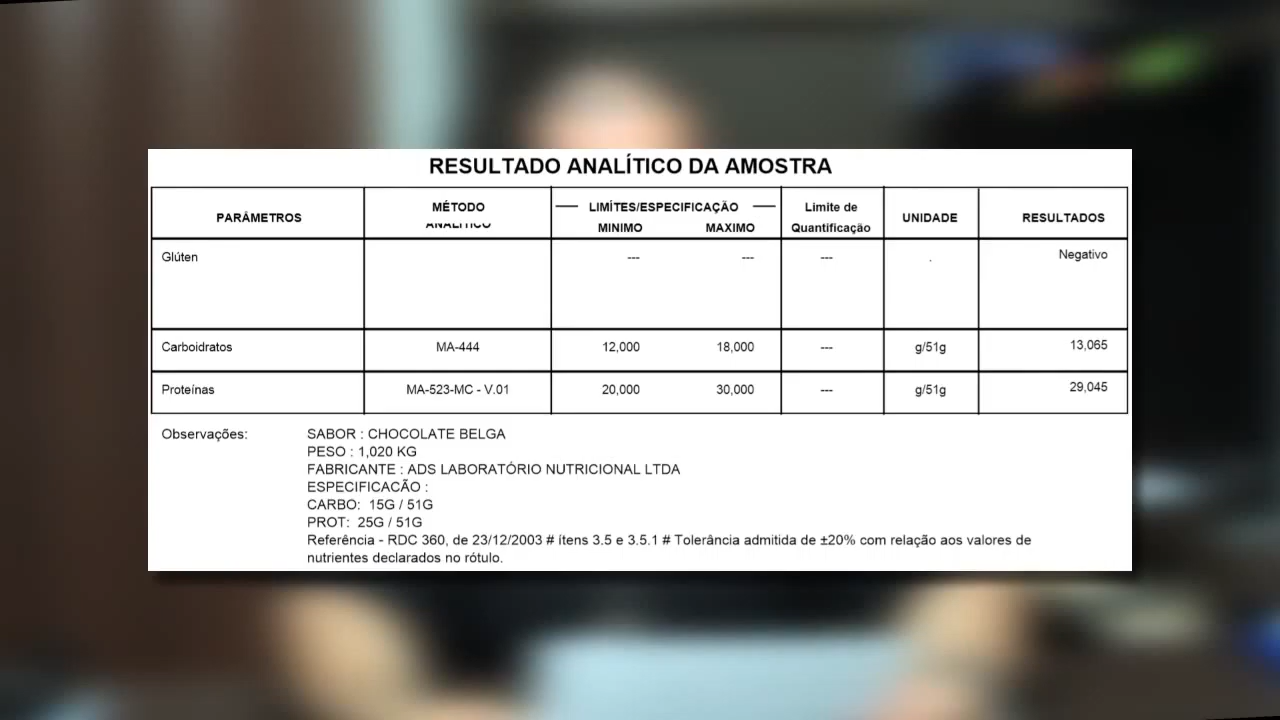 RESULTADO ANALÍTICO DA AMOSTRA
PARÂMETROS MÉTODO ANALÍTICO LIMÍTES/ESPECIFICAÇÃO MINIMO MAXIMO Limite de Quantificação UNIDADE RESULTADOS
Glúten --- --- --- . Negativo
Carboidratos MA-444 12,000 18,000 --- g/51g 13,065
Proteínas MA-523-MC - V.01 20,000 30,000 --- g/51g 29,045
Observações: SABOR : CHOCOLATE BELGA
PESO : 1,020 KG
FABRICANTE : ADS LABORATÓRIO NUTRICIONAL LTDA
ESPECIFICACÃO :
CARBO: 15G / 51G
PROT: 25G / 51G
Referência - RDC 360, de 23/12/2003 # ítens 3.5 e 3.5.1 # Tolerância admitida de ±20% com relação aos valores de
nutrientes declarados no rótulo.